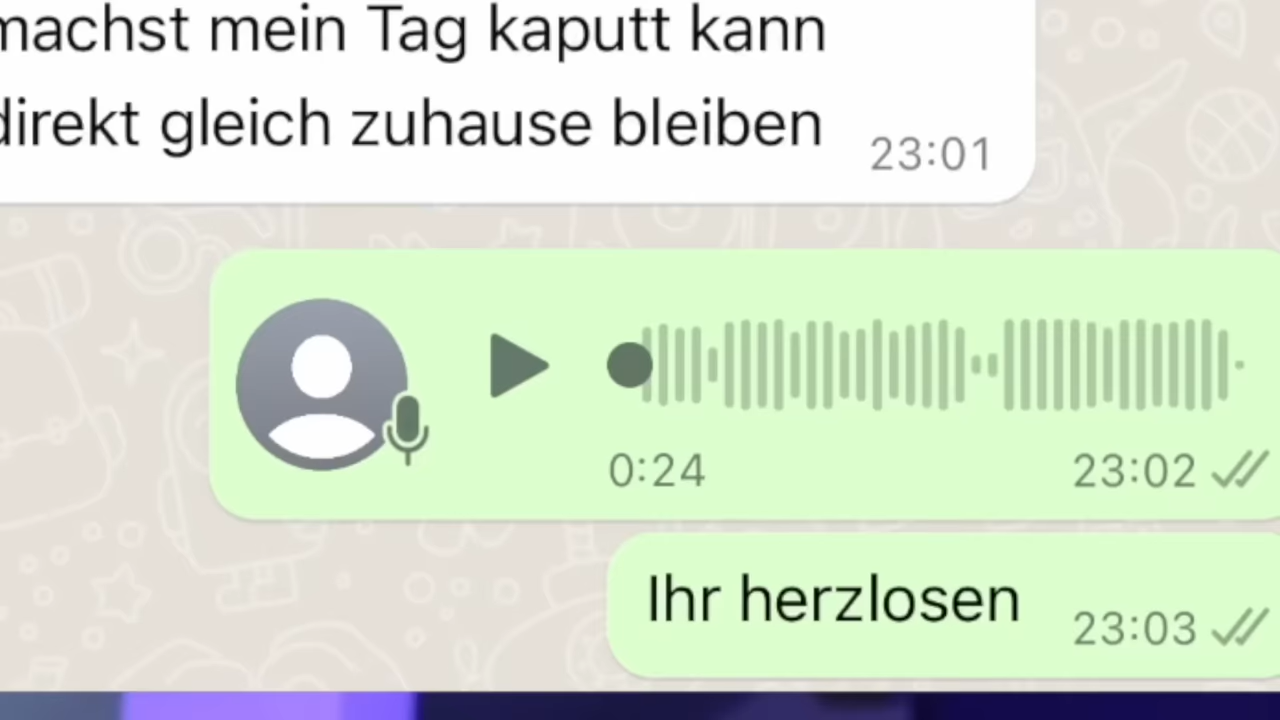 machst mein Tag kaputt kann
direkt gleich zuhause bleiben
23:01
0:24
23:02
Ihr herzlosen
23:03